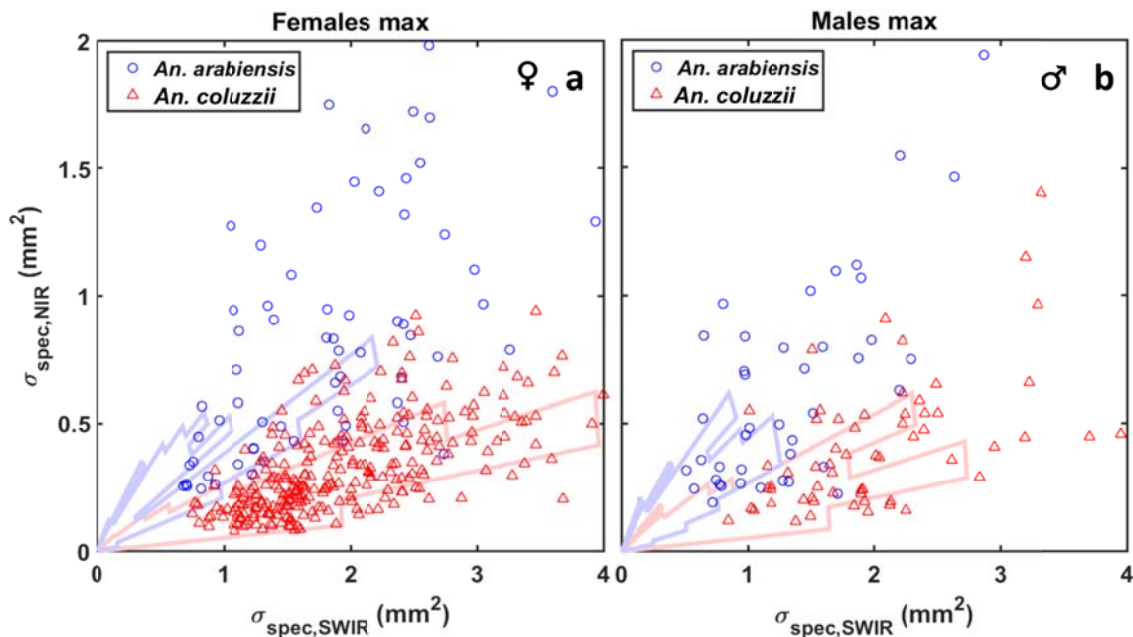 Females max
An. arabiensis
An. coluzzii
♀ a
2
1.5
1
0.5
0
σspec,NIR (mm²)
0 1 2 3 4
σspec,SWIR (mm²)
Males max
An. arabiensis
An. coluzzii
♂ b
0 1 2 3 4
σspec,SWIR (mm²)